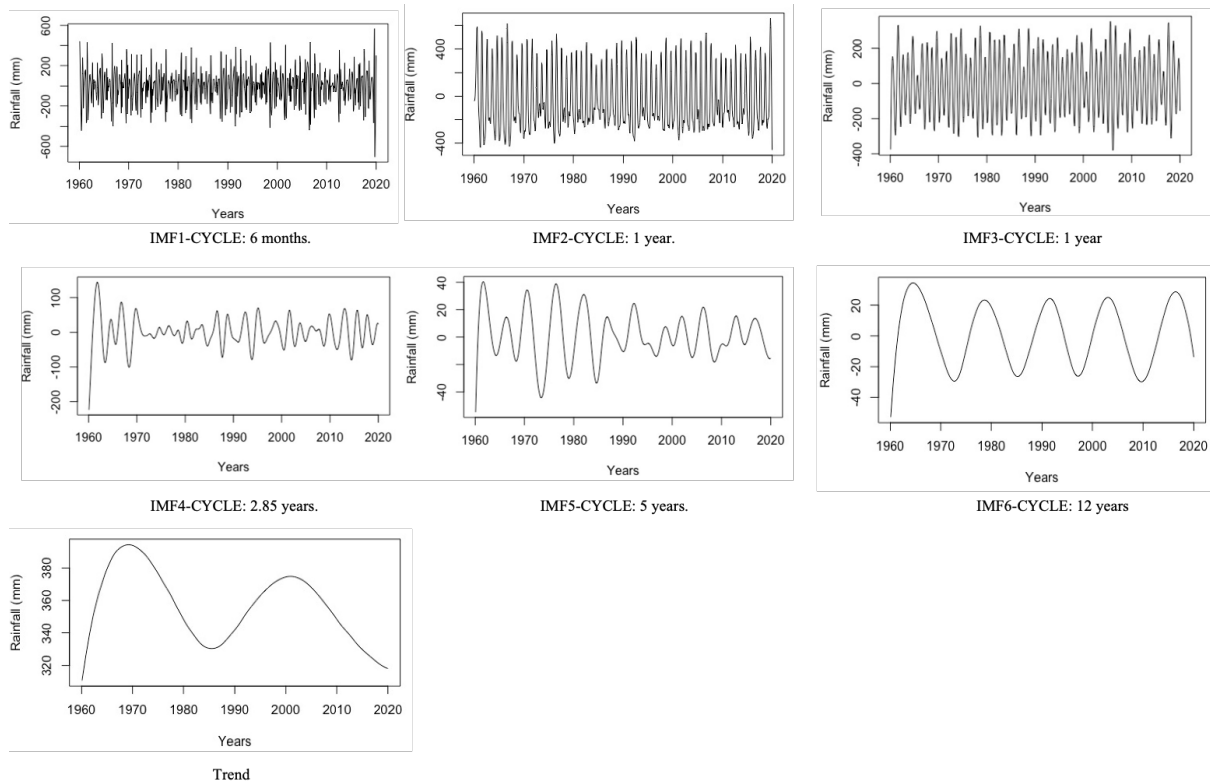 Rainfall (mm)
600
200
-200
-600
1960 1970 1980 1990 2000 2010 2020
Years
IMF1-CYCLE: 6 months.
Rainfall (mm)
400
0
400
1960 1970 1980 1990 2000 2010 2020
Years
IMF2-CYCLE: 1 year.
Rainfall (mm)
200
0
-200
-400
1960 1970 1980 1990 2000 2010 2020
Years
IMF3-CYCLE: 1 year
Rainfall (mm)
100
0
-100
-200
1960 1970 1980 1990 2000 2010 2020
Years
IMF4-CYCLE: 2.85 years.
Rainfall (mm)
40
20
0
40
1960 1970 1980 1990 2000 2010 2020
Years
IMF5-CYCLE: 5 years.
Rainfall (mm)
20
0
-20
-40
1960 1970 1980 1990 2000 2010 2020
Years
IMF6-CYCLE: 12 years
Rainfall (mm)
380
360
340
320
1960 1970 1980 1990 2000 2010 2020
Years
Trend